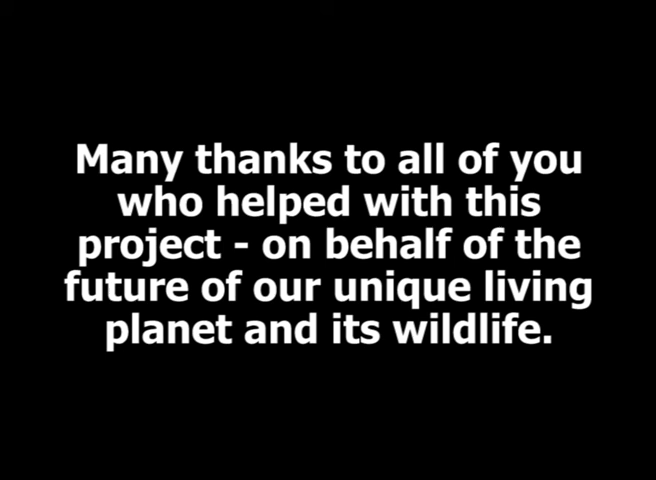 Many thanks to all of you
who helped with this
project - on behalf of the
future of our unique living
planet and its wildlife.